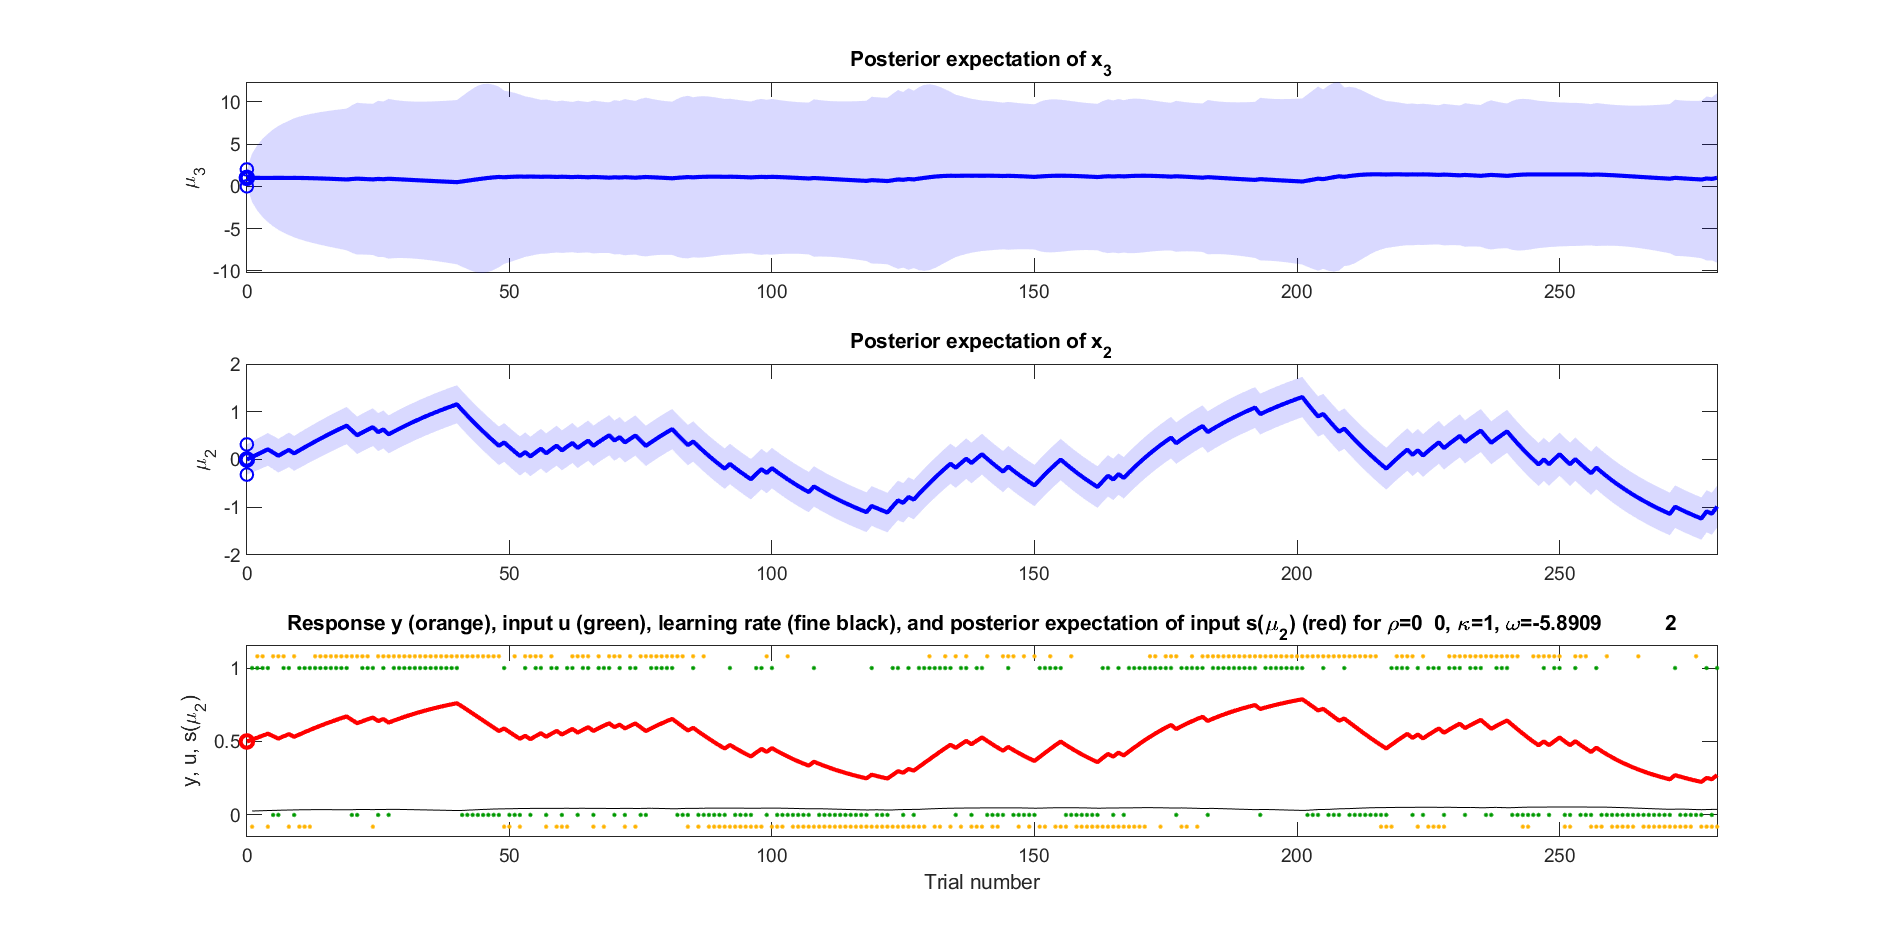 Posterior expectation of x₃
10
5
0
-5
-10
μ₃
0 50 100 150 200 250
Posterior expectation of x₂
2
1
0
-1
-2
μ₂
0 50 100 150 200 250
Response y (orange), input u (green), learning rate (fine black), and posterior expectation of input s(μ₂) (red) for ρ=0 0, κ=1, ω=-5.8909 2
1
0.5
0
y, u, s(μ₂)
0 50 100 150 200 250
Trial number